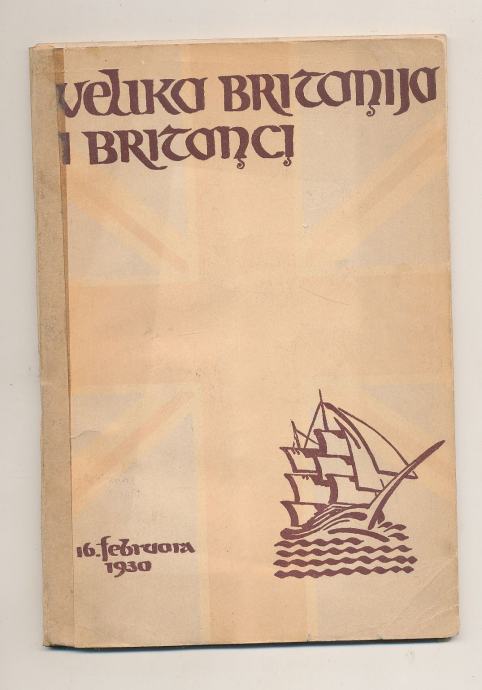 VELIKA BRITANIJA
I BRITANCI
16. februara
1930